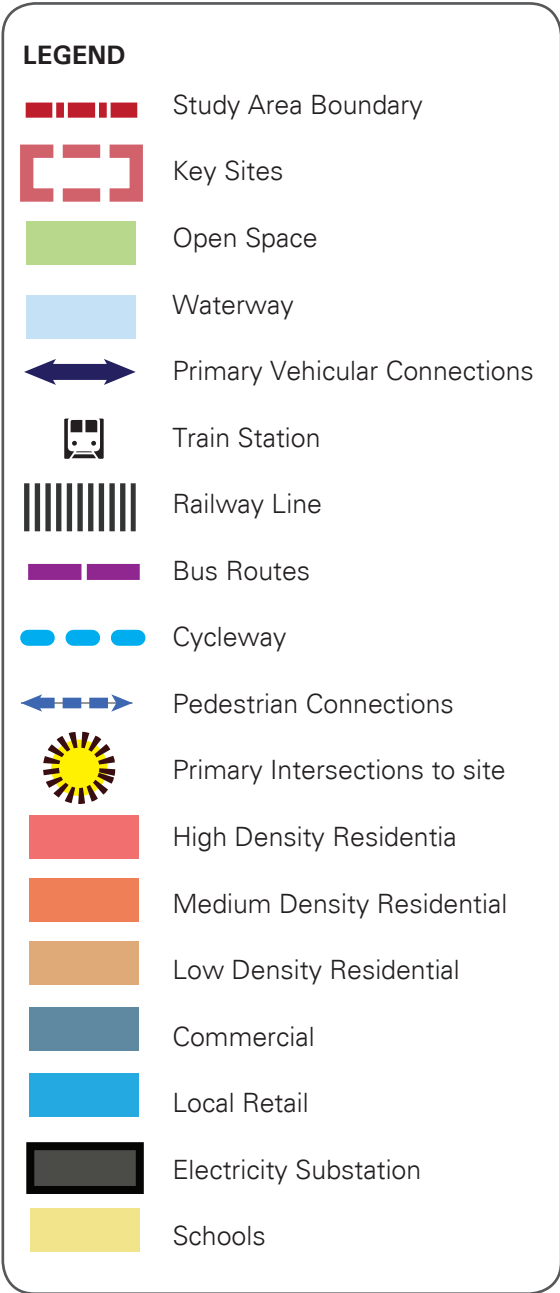 LEGEND
Study Area Boundary
Key Sites
Open Space
Waterway
Primary Vehicular Connections
Train Station
Railway Line
Bus Routes
Cycleway
Pedestrian Connections
Primary Intersections to site
High Density Residentia
Medium Density Residential
Low Density Residential
Commercial
Local Retail
Electricity Substation
Schools